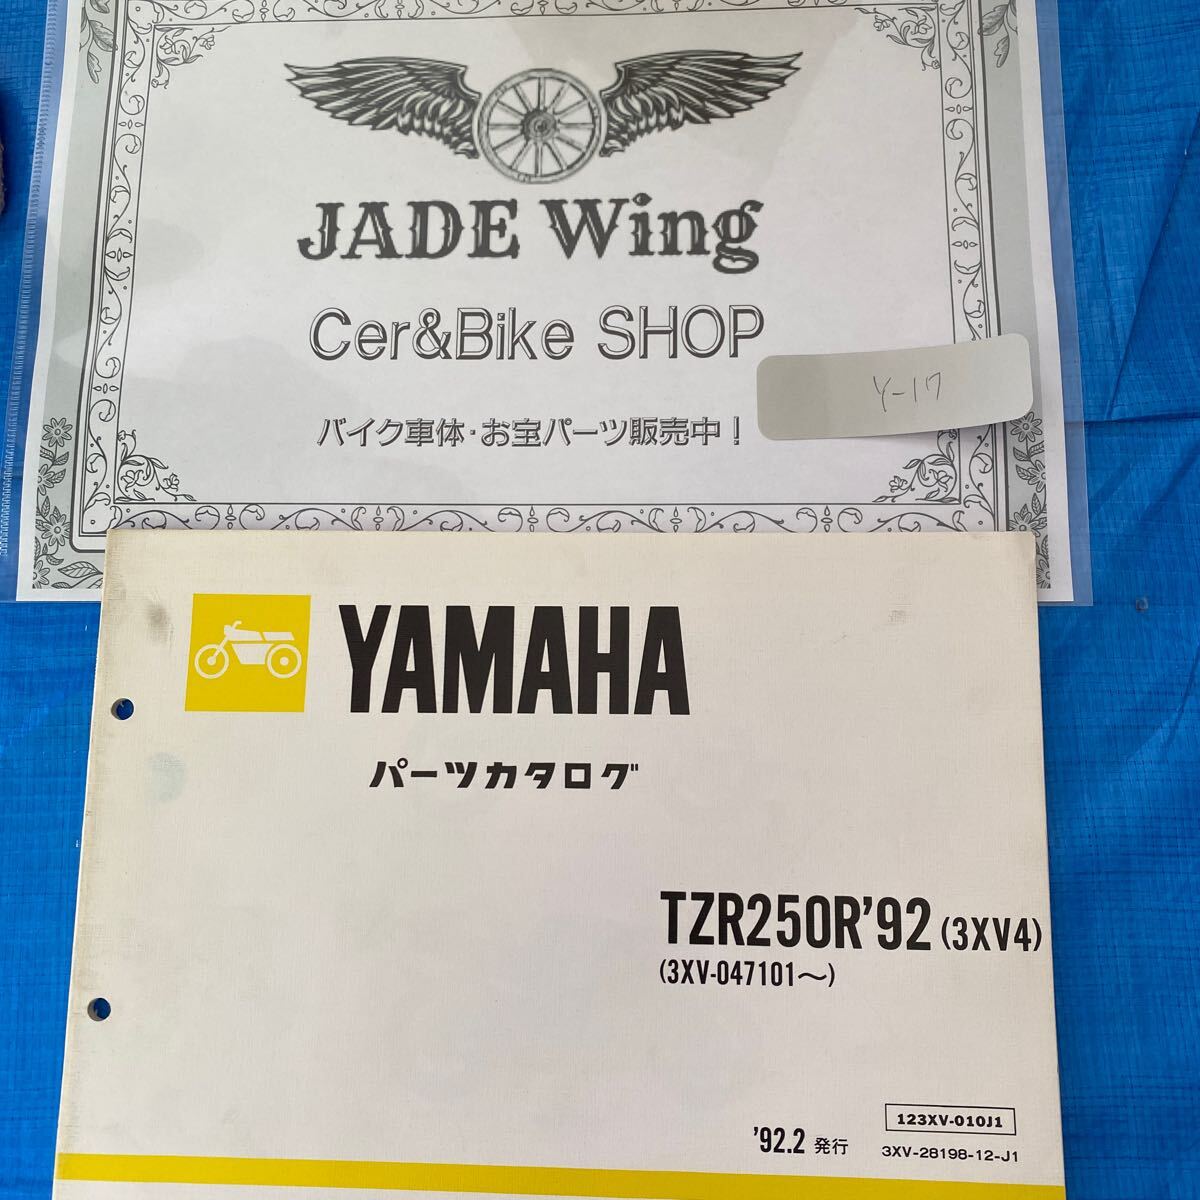 JADE Wing
Cer&Bike SHOP
バイク車体・お宝パーツ販売中！
Y-17
YAMAHA
パーツカタログ
TZR250R'92 (3XV4)
(3XV-047101〜)
123XV-010J1
'92.2 発行
3XV-28198-12-J1